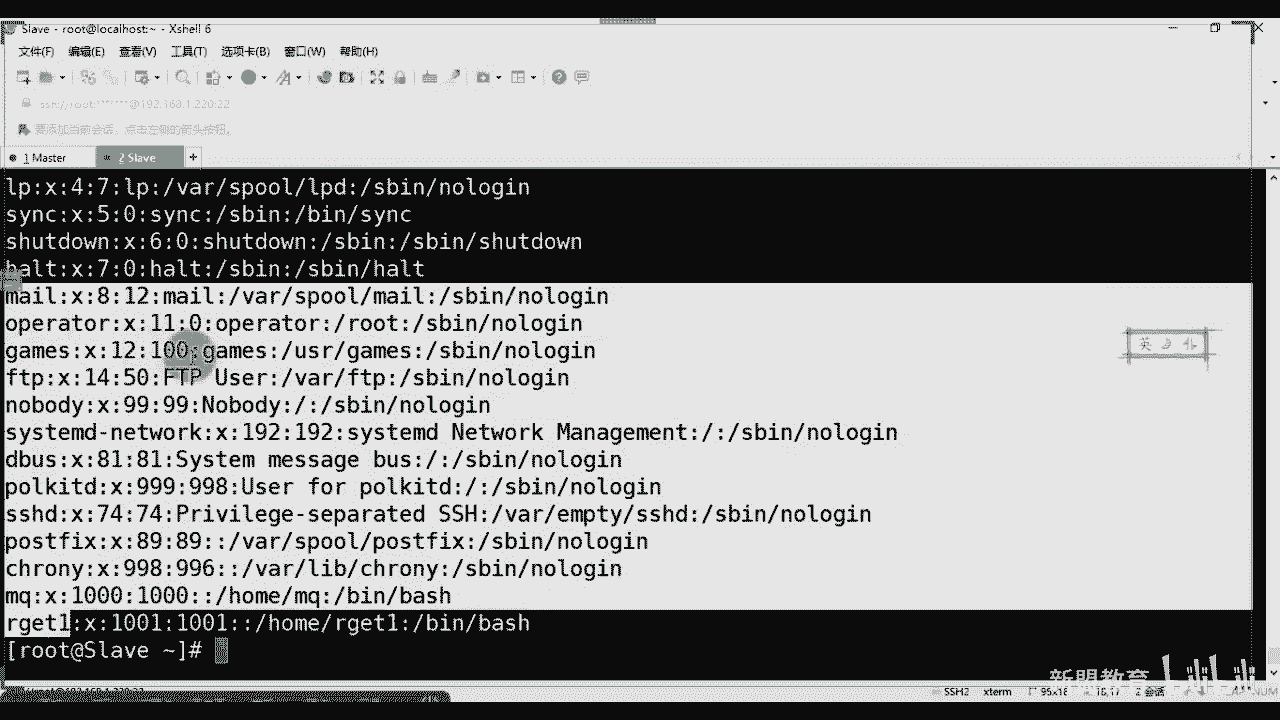 Slave - root@localhost:~ - Xshell 6
文件(F) 编辑(E) 查看(V) 工具(T) 选项卡(B) 窗口(W) 帮助(H)
ssh://root:*******@192.168.1.220:22
要添加当前会话，点击左侧的箭头按钮。
1 Master 2 Slave +
lp:x:4:7:lp:/var/spool/lpd:/sbin/nologin
sync:x:5:0:sync:/sbin:/bin/sync
shutdown:x:6:0:shutdown:/sbin:/sbin/shutdown
halt:x:7:0:halt:/sbin:/sbin/halt
mail:x:8:12:mail:/var/spool/mail:/sbin/nologin
operator:x:11:0:operator:/root:/sbin/nologin
games:x:12:100:games:/usr/games:/sbin/nologin
ftp:x:14:50:FTP User:/var/ftp:/sbin/nologin
nobody:x:99:99:Nobody:/:/sbin/nologin
systemd-network:x:192:192:systemd Network Management:/:/sbin/nologin
dbus:x:81:81:System message bus:/:/sbin/nologin
polkitd:x:999:998:User for polkitd:/:/sbin/nologin
sshd:x:74:74:Privilege-separated SSH:/var/empty/sshd:/sbin/nologin
postfix:x:89:89::/var/spool/postfix:/sbin/nologin
chrony:x:998:996::/var/lib/chrony:/sbin/nologin
mq:x:1000:1000::/home/mq:/bin/bash
rget1:x:1001:1001::/home/rget1:/bin/bash
[root@Slave ~]#
英
新盟教育
SSH2 xterm 2 会话 NUM